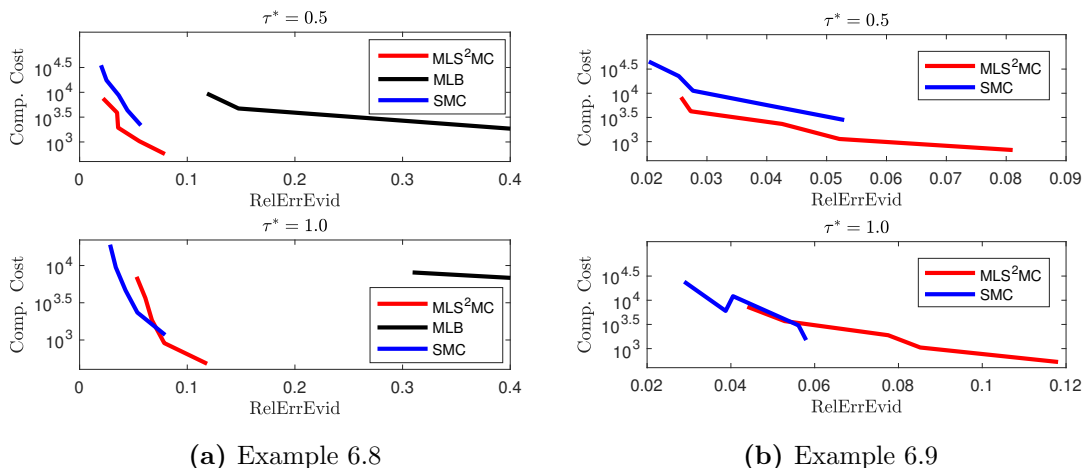 τ* = 0.5
Comp. Cost
10^4.5
10^4
10^3.5
10^3
MLS²MC
MLB
SMC
0 0.1 0.2 0.3 0.4
RelErrEvid
τ* = 1.0
Comp. Cost
10^4
10^3.5
10^3
MLS²MC
MLB
SMC
0 0.1 0.2 0.3 0.4
RelErrEvid
(a) Example 6.8
τ* = 0.5
Comp. Cost
10^4.5
10^4
10^3.5
10^3
MLS²MC
SMC
0.02 0.03 0.04 0.05 0.06 0.07 0.08 0.09
RelErrEvid
τ* = 1.0
Comp. Cost
10^4.5
10^4
10^3.5
10^3
MLS²MC
SMC
0.02 0.04 0.06 0.08 0.1 0.12
RelErrEvid
(b) Example 6.9